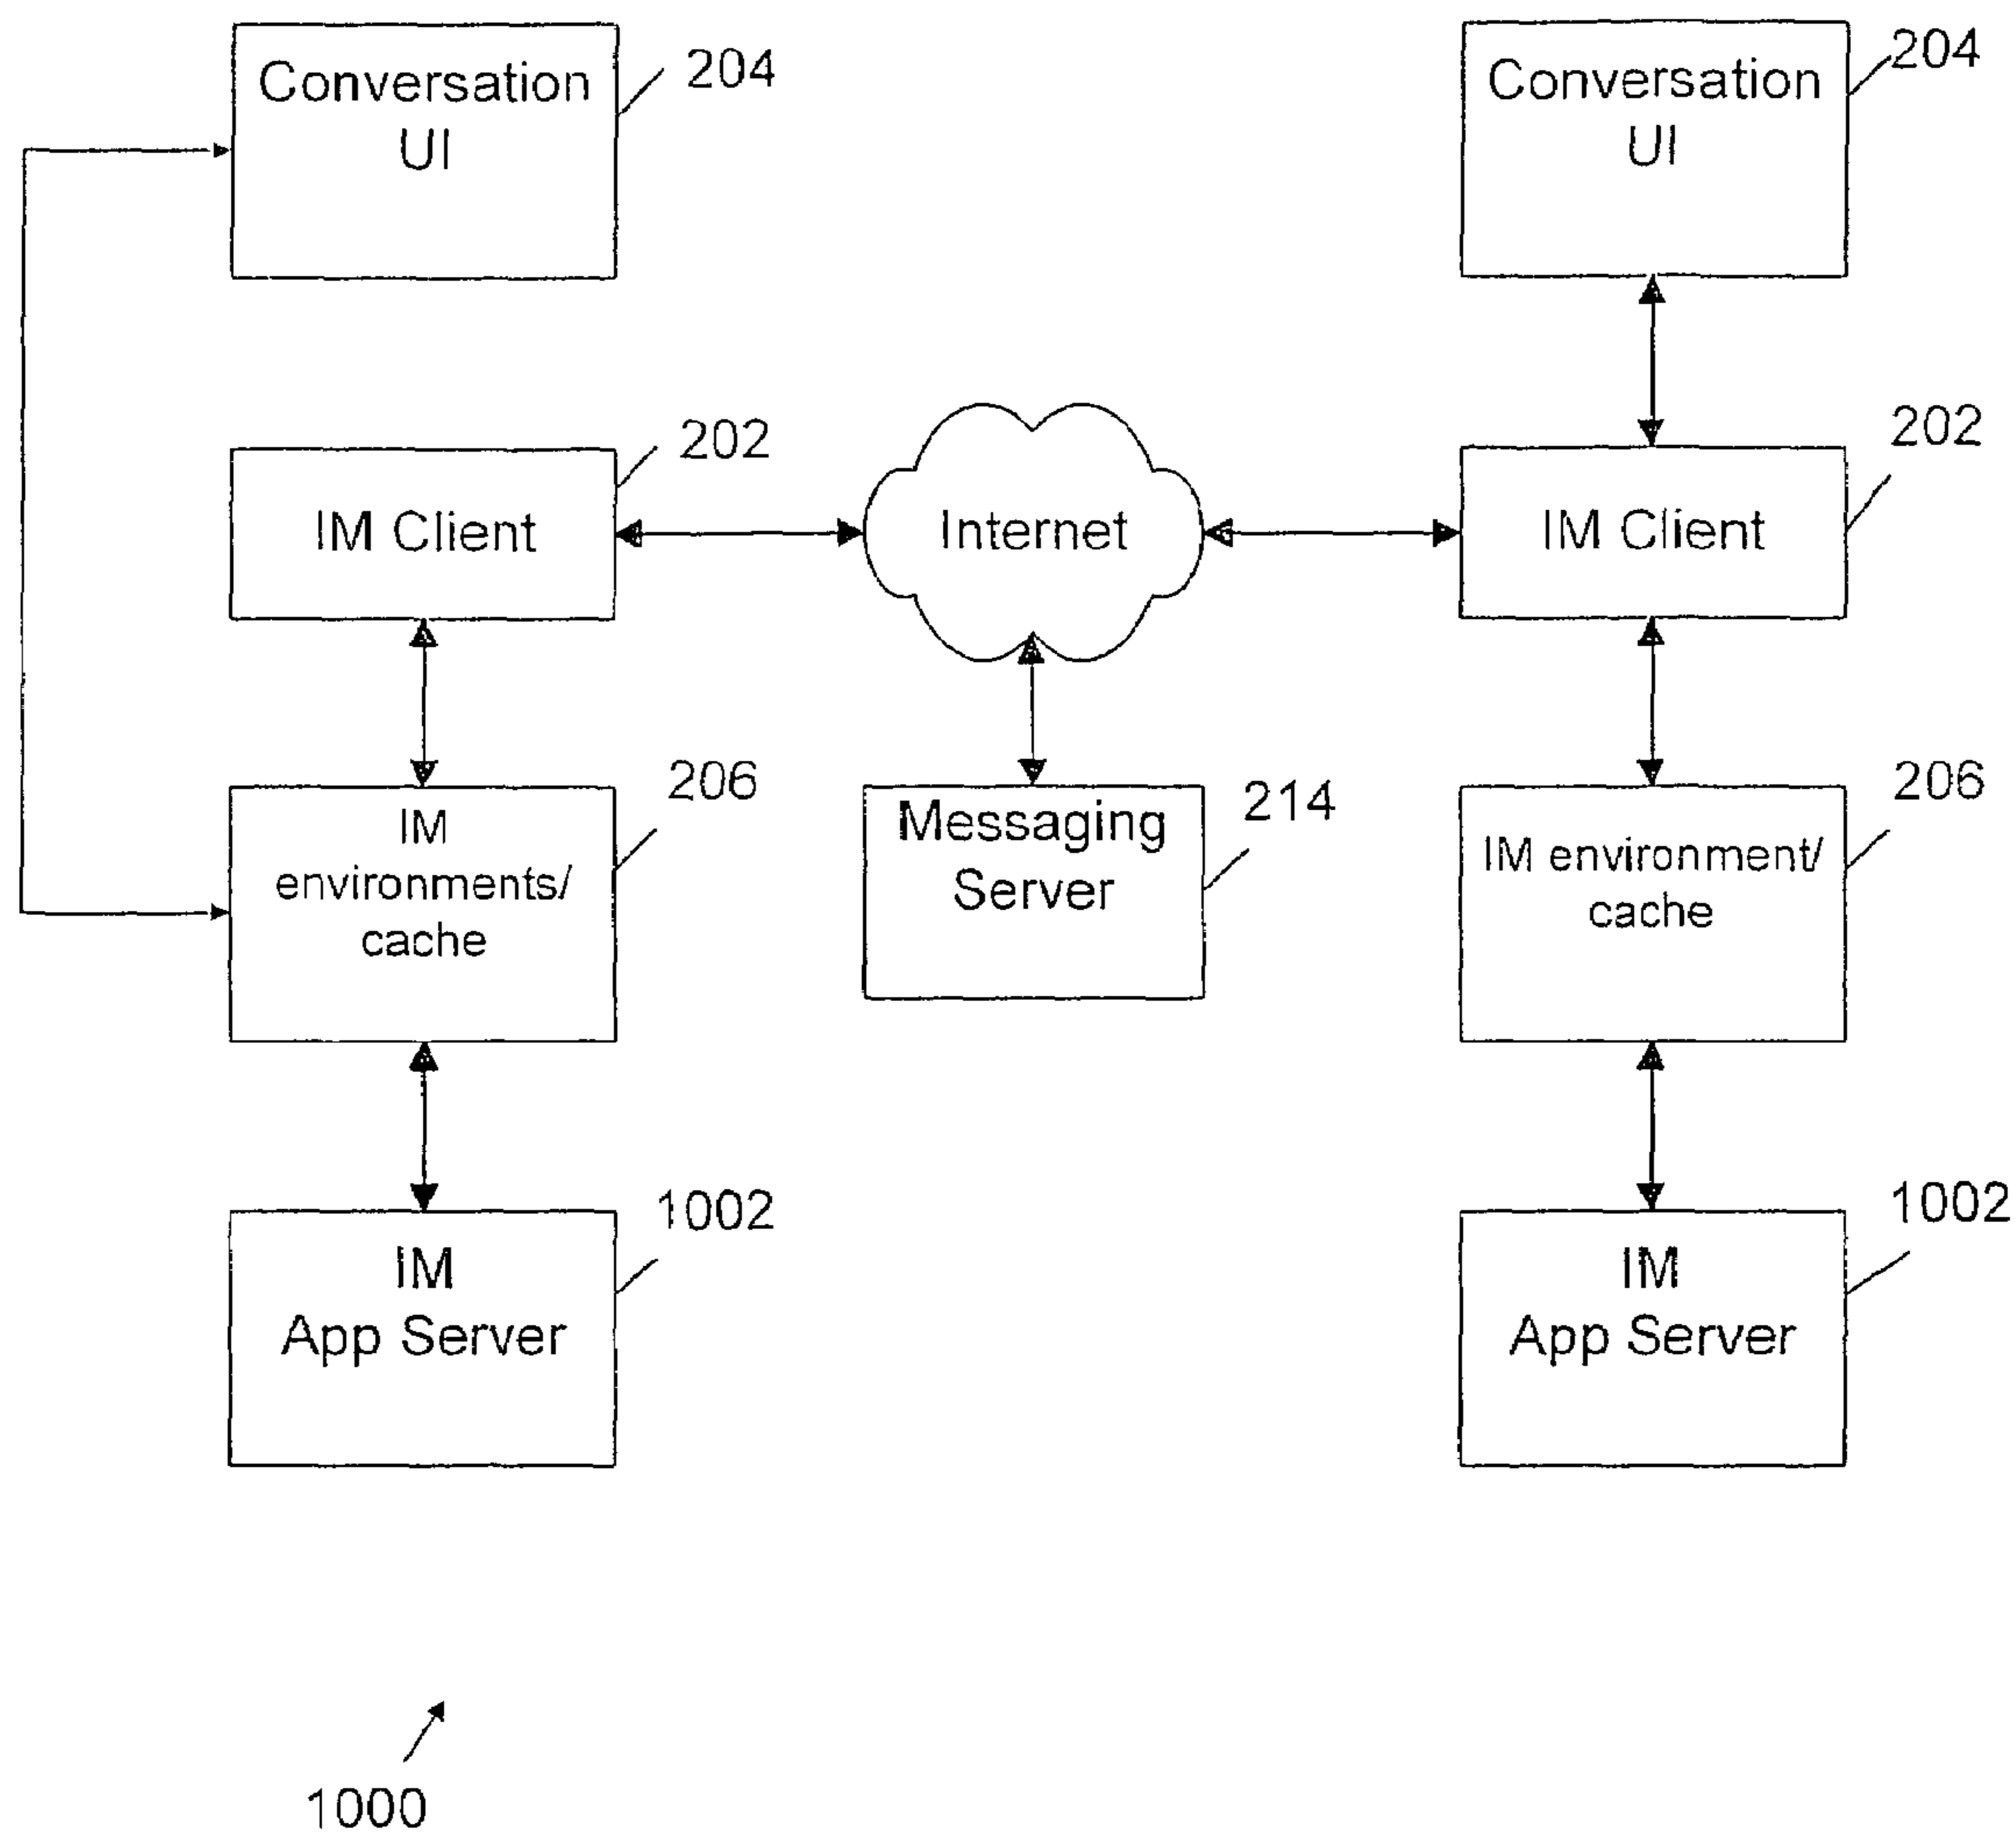 Conversation
UI
204
Conversation
UI
204
IM Client
202
Internet
IM Client
202
IM
environments/
cache
206
Messaging
Server
214
IM environment/
cache
206
IM
App Server
1002
IM
App Server
1002
1000